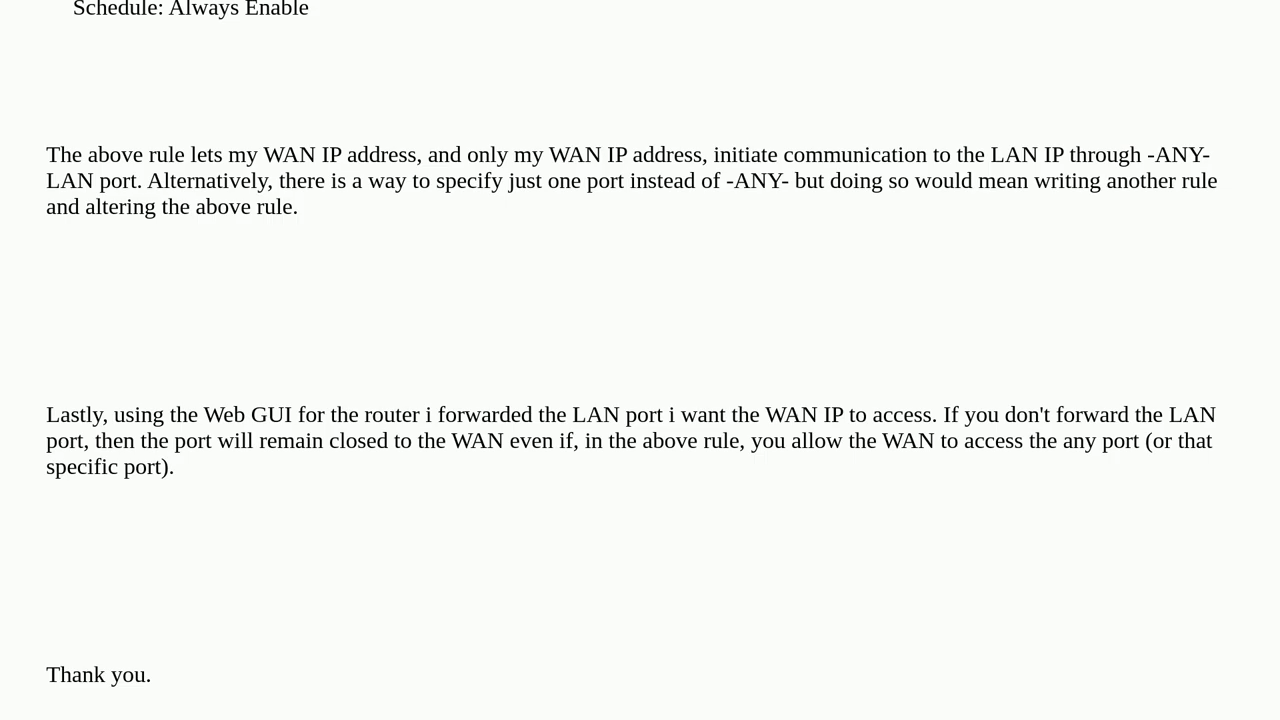 Schedule: Always Enable
The above rule lets my WAN IP address, and only my WAN IP address, initiate communication to the LAN IP through -ANY-
LAN port. Alternatively, there is a way to specify just one port instead of -ANY- but doing so would mean writing another rule
and altering the above rule.
Lastly, using the Web GUI for the router i forwarded the LAN port i want the WAN IP to access. If you don't forward the LAN
port, then the port will remain closed to the WAN even if, in the above rule, you allow the WAN to access the any port (or that
specific port).
Thank you.